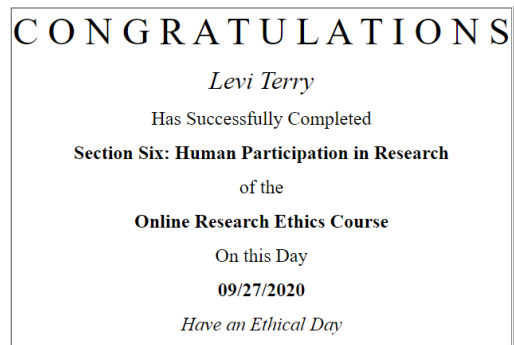 CONGRATULATIONS
Levi Terry
Has Successfully Completed
Section Six: Human Participation in Research
of the
Online Research Ethics Course
On this Day
09/27/2020
Have an Ethical Day